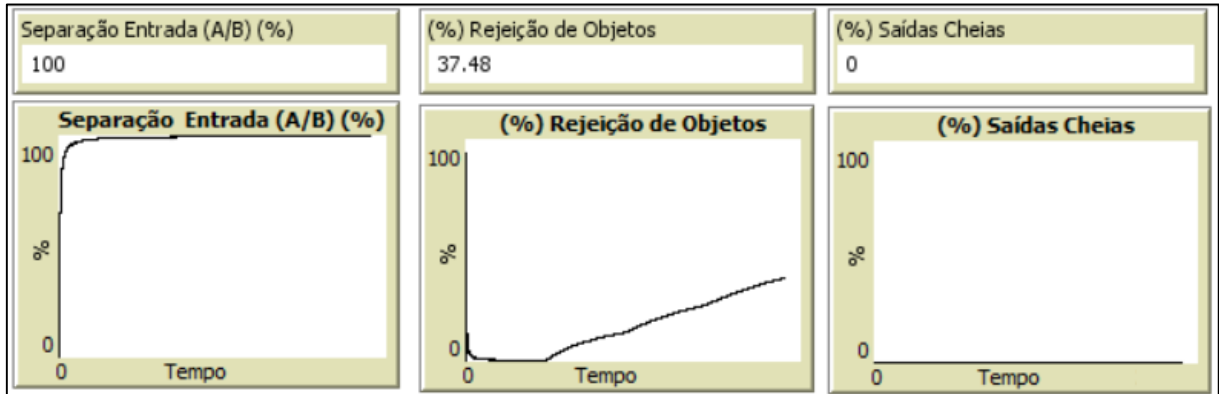 Separação Entrada (A/B) (%)
100
(%) Rejeição de Objetos
37.48
(%) Saídas Cheias
0
Separação Entrada (A/B) (%)
100
%
0
0
Tempo
(%) Rejeição de Objetos
100
%
0
0
Tempo
(%) Saídas Cheias
100
%
0
0
Tempo